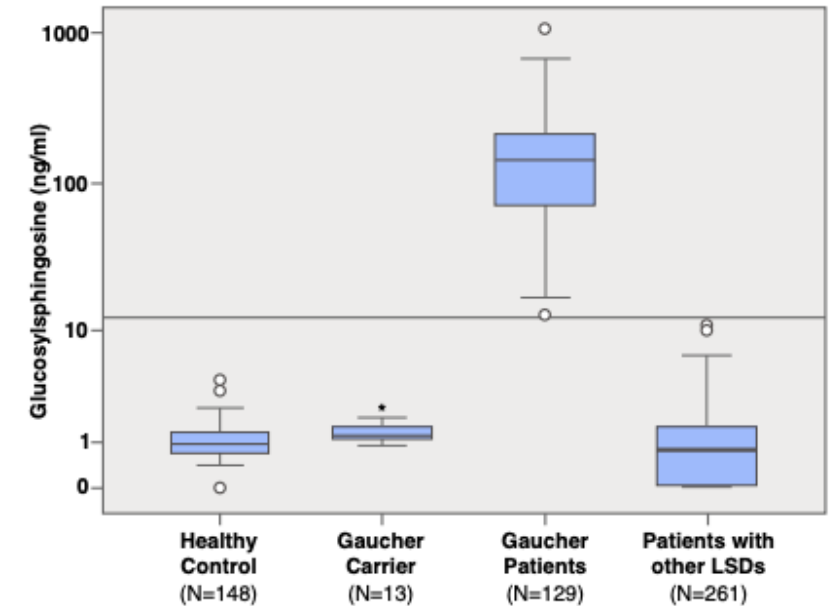 Glucosylsphingosine (ng/ml)
1000
100
10
1
0
Healthy Control (N=148)
Gaucher Carrier (N=13)
Gaucher Patients (N=129)
Patients with other LSDs (N=261)